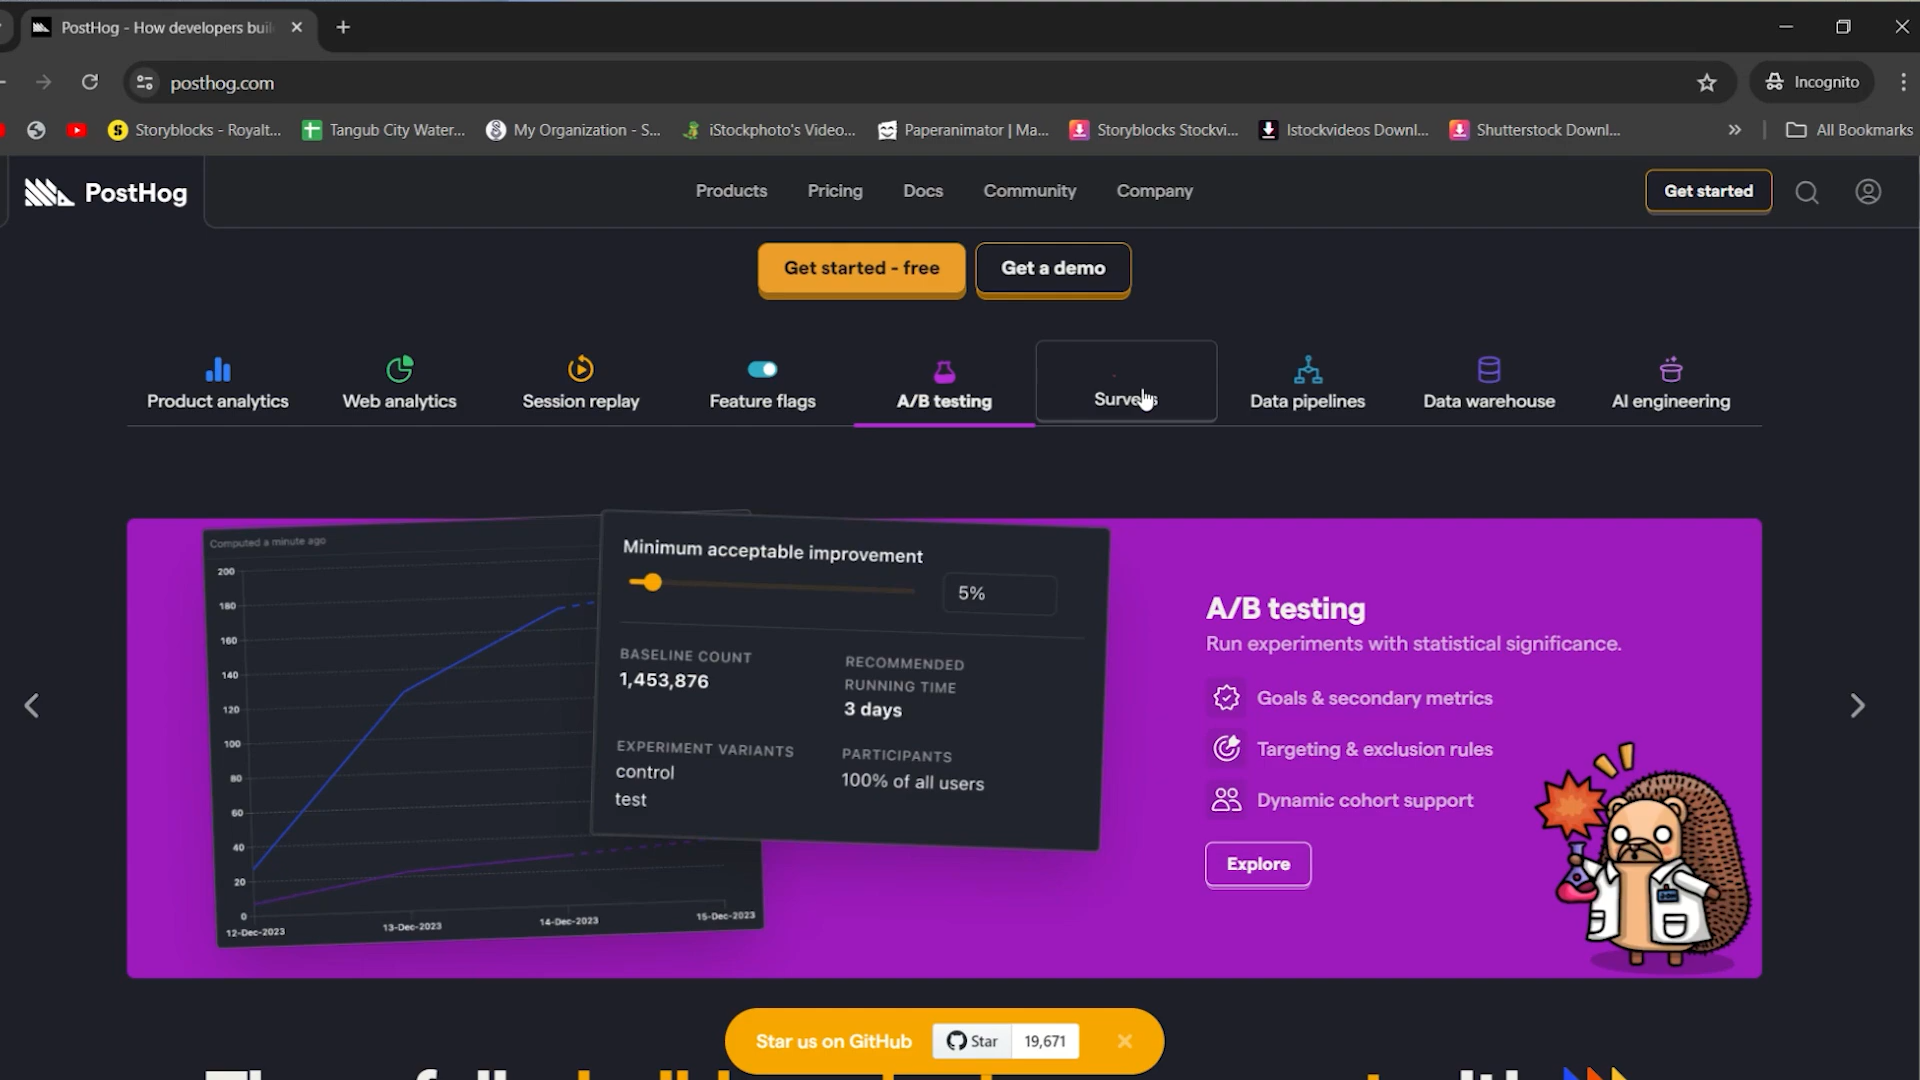 PostHog - How developers buil
posthog.com
Incognito
Storyblocks - Royalt...
Tangub City Water...
My Organization - S...
iStockphoto's Video...
Paperanimator | Ma...
Storyblocks Stockvi...
Istockvideos Downl...
Shutterstock Downl...
All Bookmarks
PostHog
Products
Pricing
Docs
Community
Company
Get started
Get started - free
Get a demo
Product analytics
Web analytics
Session replay
Feature flags
A/B testing
Surveys
Data pipelines
Data warehouse
AI engineering
Computed a minute ago
200
180
160
140
120
100
80
60
40
20
0
12-Dec-2023
13-Dec-2023
14-Dec-2023
15-Dec-2023
Minimum acceptable improvement
5%
BASELINE COUNT
1,453,876
RECOMMENDED
RUNNING TIME
3 days
EXPERIMENT VARIANTS
control
test
PARTICIPANTS
100% of all users
A/B testing
Run experiments with statistical significance.
Goals & secondary metrics
Targeting & exclusion rules
Dynamic cohort support
Explore
Star us on GitHub
Star
19,671